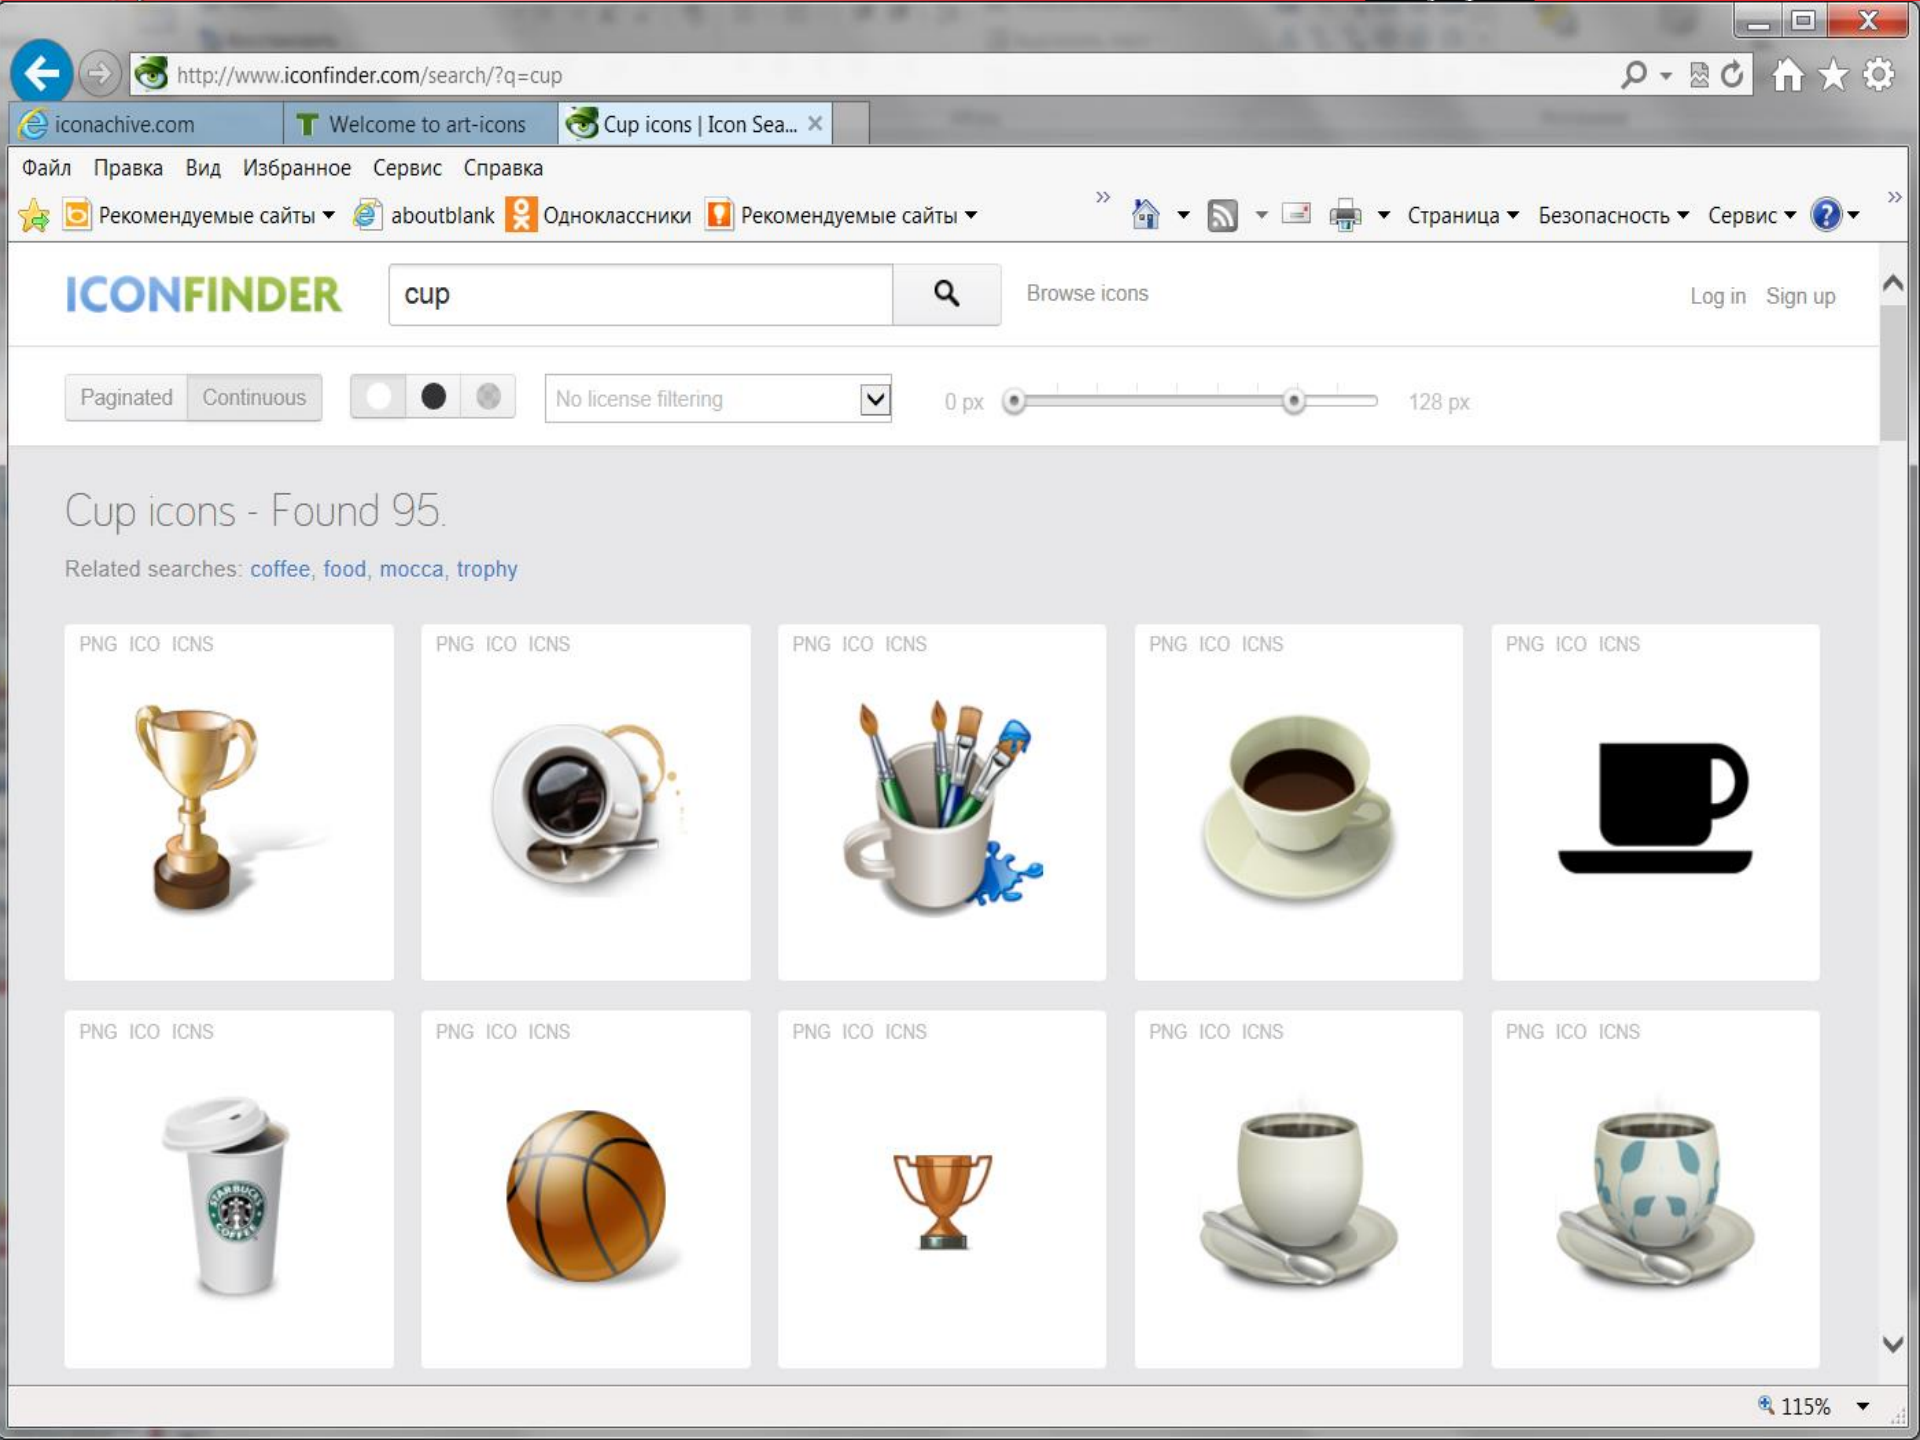 http://www.iconfinder.com/search/?q=cup
iconachive.com
Welcome to art-icons
Cup icons | Icon Sea...
Файл Правка Вид Избранное Сервис Справка
Рекомендуемые сайты aboutblank Одноклассники Рекомендуемые сайты
Страница Безопасность Сервис
ICONFINDER
cup
Browse icons
Log in Sign up
Paginated Continuous
No license filtering
0 px
128 px
Cup icons - Found 95.
Related searches: coffee, food, mocca, trophy
PNG ICO ICNS
PNG ICO ICNS
PNG ICO ICNS
PNG ICO ICNS
PNG ICO ICNS
PNG ICO ICNS
PNG ICO ICNS
PNG ICO ICNS
PNG ICO ICNS
PNG ICO ICNS
STARBUCKS
COFFEE
115%